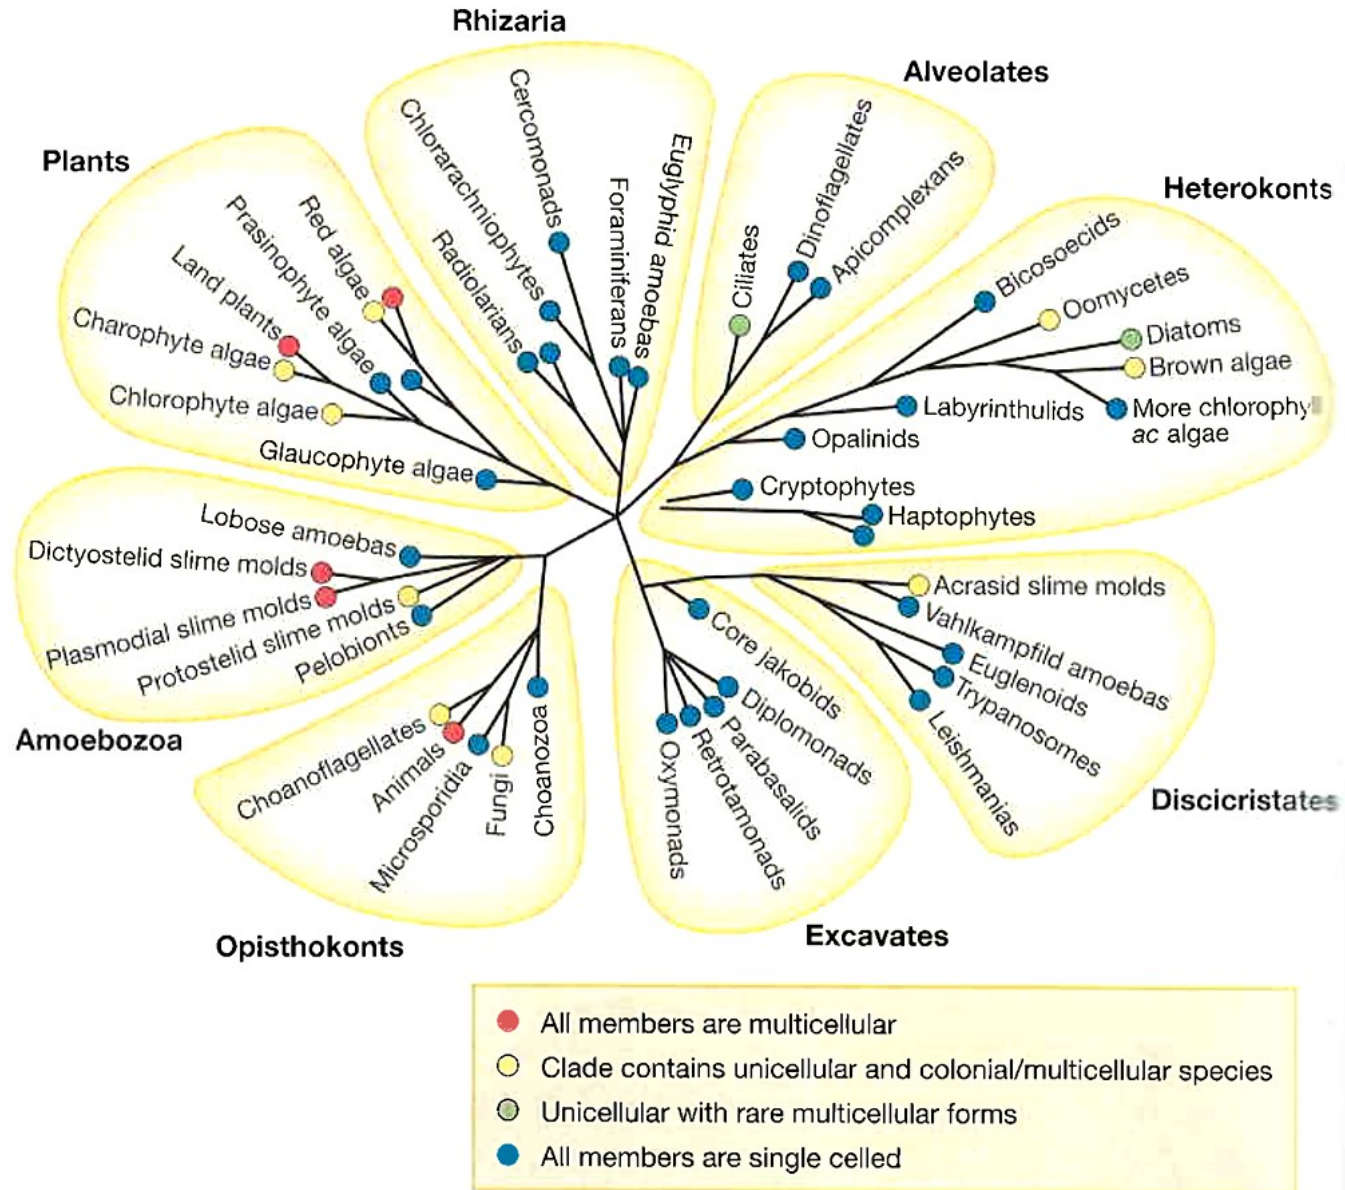 Rhizaria
Alveolates
Plants
Heterokonts
Cercomonads
Chlorarachniophytes
Radiolarians
Foraminiferans
Euglyphid amoebas
Ciliates
Dinoflagellates
Apicomplexans
Red algae
Prasinophyte algae
Land plants
Charophyte algae
Chlorophyte algae
Glaucophyte algae
Bicosoecids
Oomycetes
Diatoms
Brown algae
More chlorophyll
ac algae
Labyrinthulids
Opalinids
Cryptophytes
Haptophytes
Lobose amoebas
Dictyostelid slime molds
Plasmodial slime molds
Protostelid slime molds
Pelobionts
Amoebozoa
Choanoflagellates
Animals
Microsporidia
Fungi
Choanozoa
Opisthokonts
Core jakobids
Diplomonads
Parabasalids
Retrotamonads
Oxymonads
Excavates
Acrasid slime molds
Vahlkampfild amoebas
Euglenoids
Trypanosomes
Leishmanias
Discicristates
All members are multicellular
Clade contains unicellular and colonial/multicellular species
Unicellular with rare multicellular forms
All members are single celled